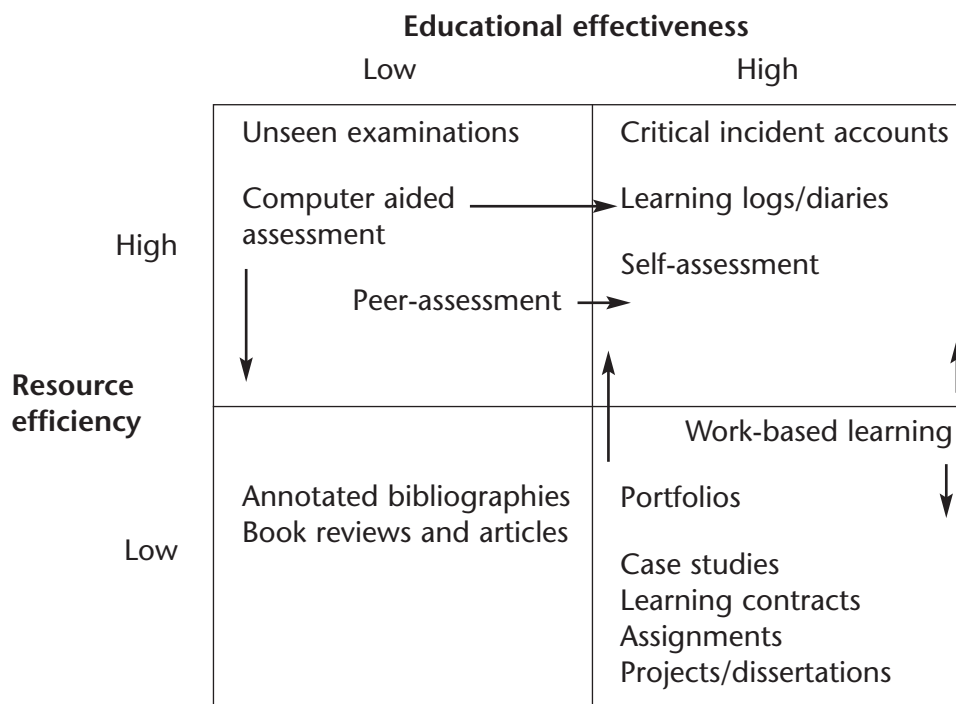 Educational effectiveness
Low
High
Unseen examinations
Critical incident accounts
Computer aided
assessment
Learning logs/diaries
High
Self-assessment
Peer-assessment
Resource
efficiency
Work-based learning
Annotated bibliographies
Book reviews and articles
Portfolios
Low
Case studies
Learning contracts
Assignments
Projects/dissertations